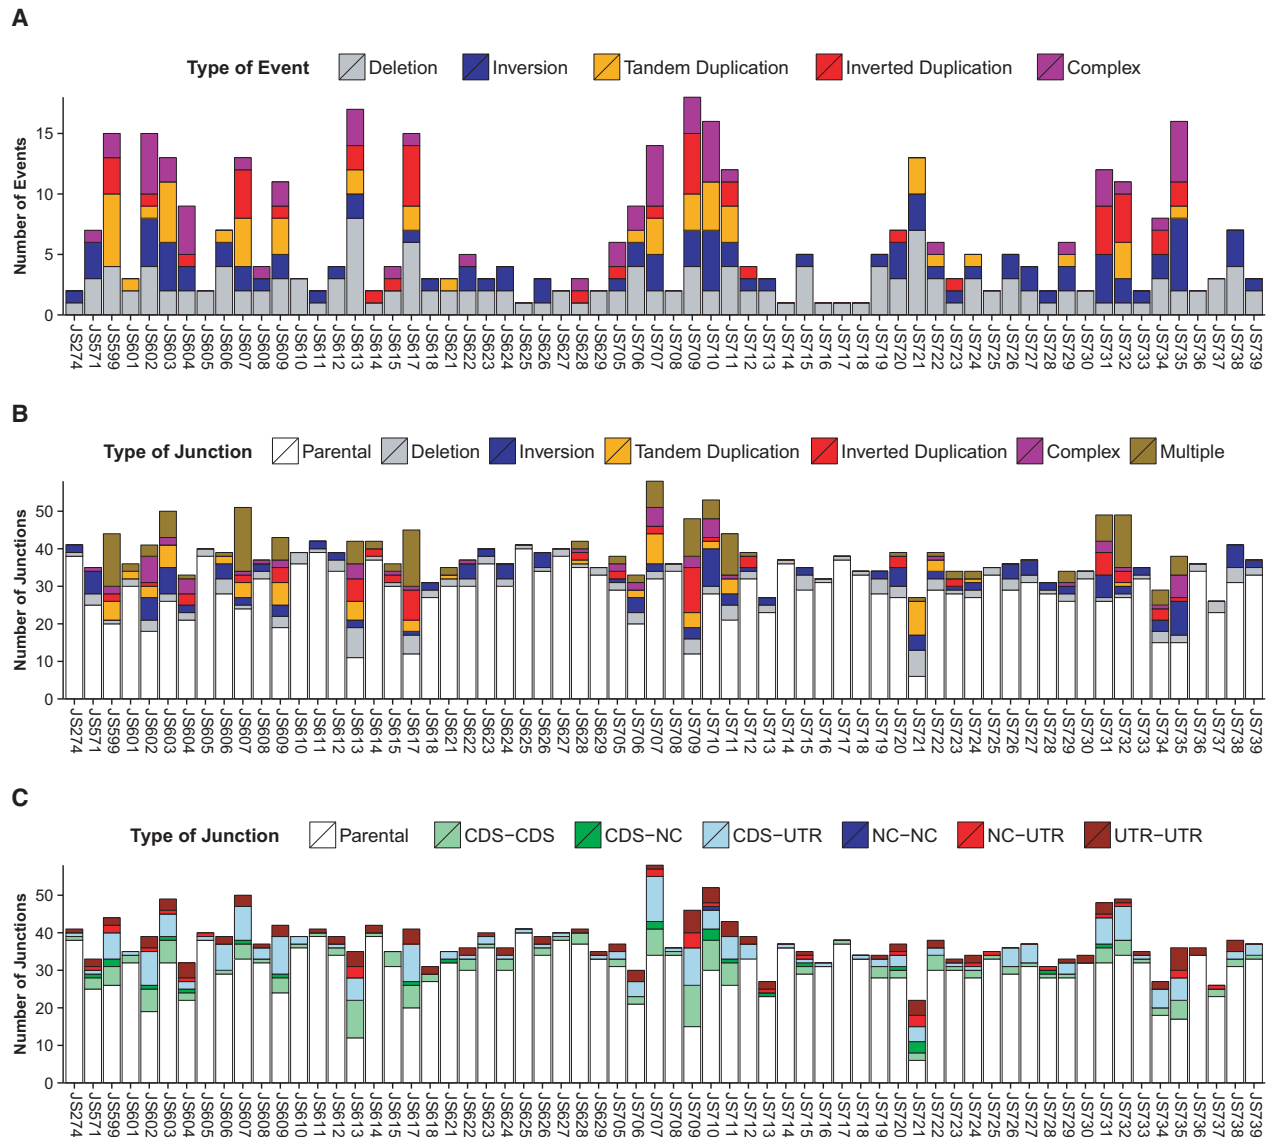 A
Type of Event Deletion Inversion Tandem Duplication Inverted Duplication Complex
Number of Events
15
10
5
0
JS274 JS571 JS599 JS601 JS602 JS603 JS604 JS605 JS606 JS607 JS608 JS609 JS610 JS611 JS612 JS613 JS614 JS615 JS617 JS618 JS621 JS622 JS623 JS624 JS625 JS626 JS627 JS628 JS629 JS705 JS706 JS707 JS708 JS709 JS710 JS711 JS712 JS713 JS714 JS715 JS716 JS717 JS718 JS719 JS720 JS721 JS722 JS723 JS724 JS725 JS726 JS727 JS728 JS729 JS730 JS731 JS732 JS733 JS734 JS735 JS736 JS737 JS738 JS739
B
Type of Junction Parental Deletion Inversion Tandem Duplication Inverted Duplication Complex Multiple
Number of Junctions
50
40
30
20
10
0
JS274 JS571 JS599 JS601 JS602 JS603 JS604 JS605 JS606 JS607 JS608 JS609 JS610 JS611 JS612 JS613 JS614 JS615 JS617 JS618 JS621 JS622 JS623 JS624 JS625 JS626 JS627 JS628 JS629 JS705 JS706 JS707 JS708 JS709 JS710 JS711 JS712 JS713 JS714 JS715 JS716 JS717 JS718 JS719 JS720 JS721 JS722 JS723 JS724 JS725 JS726 JS727 JS728 JS729 JS730 JS731 JS732 JS733 JS734 JS735 JS736 JS737 JS738 JS739
C
Type of Junction Parental CDS−CDS CDS−NC CDS−UTR NC−NC NC−UTR UTR−UTR
Number of Junctions
50
40
30
20
10
0
JS274 JS571 JS599 JS601 JS602 JS603 JS604 JS605 JS606 JS607 JS608 JS609 JS610 JS611 JS612 JS613 JS614 JS615 JS617 JS618 JS621 JS622 JS623 JS624 JS625 JS626 JS627 JS628 JS629 JS705 JS706 JS707 JS708 JS709 JS710 JS711 JS712 JS713 JS714 JS715 JS716 JS717 JS718 JS719 JS720 JS721 JS722 JS723 JS724 JS725 JS726 JS727 JS728 JS729 JS730 JS731 JS732 JS733 JS734 JS735 JS736 JS737 JS738 JS739